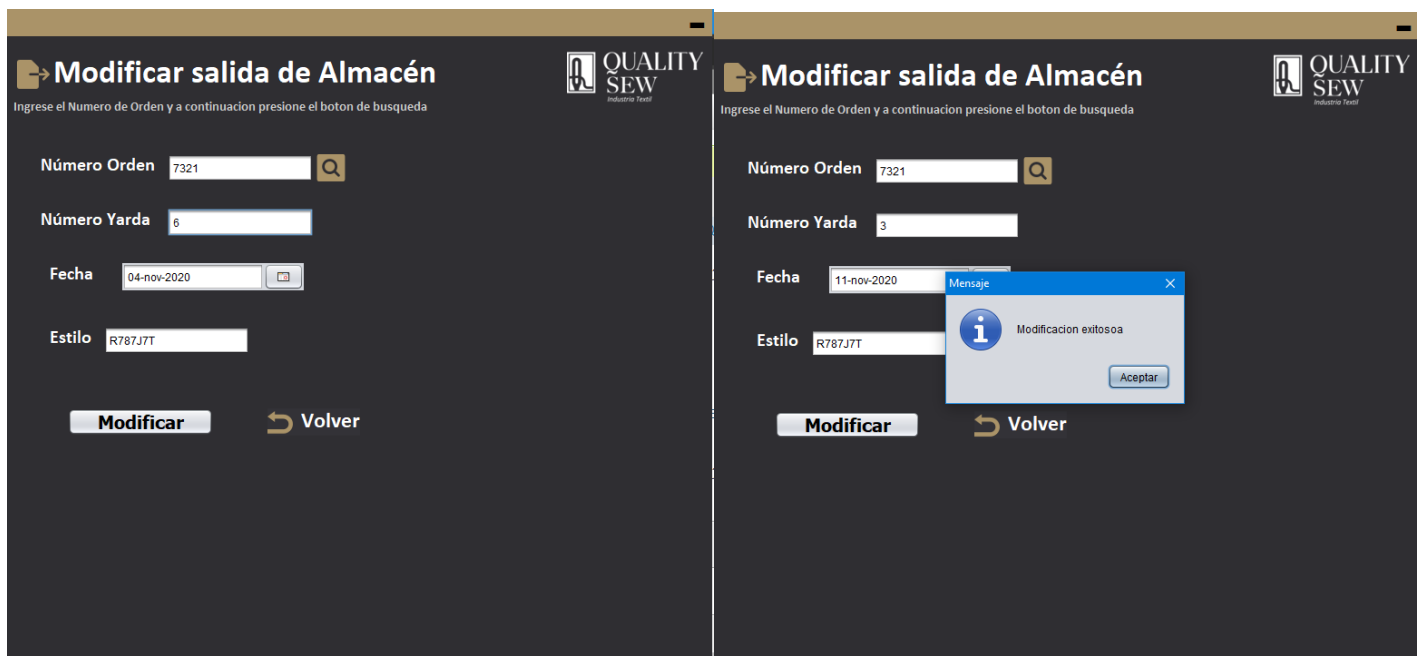 Modificar salida de Almacén
QUALITY
SEW
Industria Textil
Ingrese el Numero de Orden y a continuacion presione el boton de busqueda
Número Orden 7321
Número Yarda 6
Fecha 04-nov-2020
Estilo R787J7T
Modificar Volver
Modificar salida de Almacén
QUALITY
SEW
Industria Textil
Ingrese el Numero de Orden y a continuacion presione el boton de busqueda
Número Orden 7321
Número Yarda 3
Fecha 11-nov-2020
Estilo R787J7T
Mensaje
Modificacion exitosoa
Aceptar
Modificar Volver